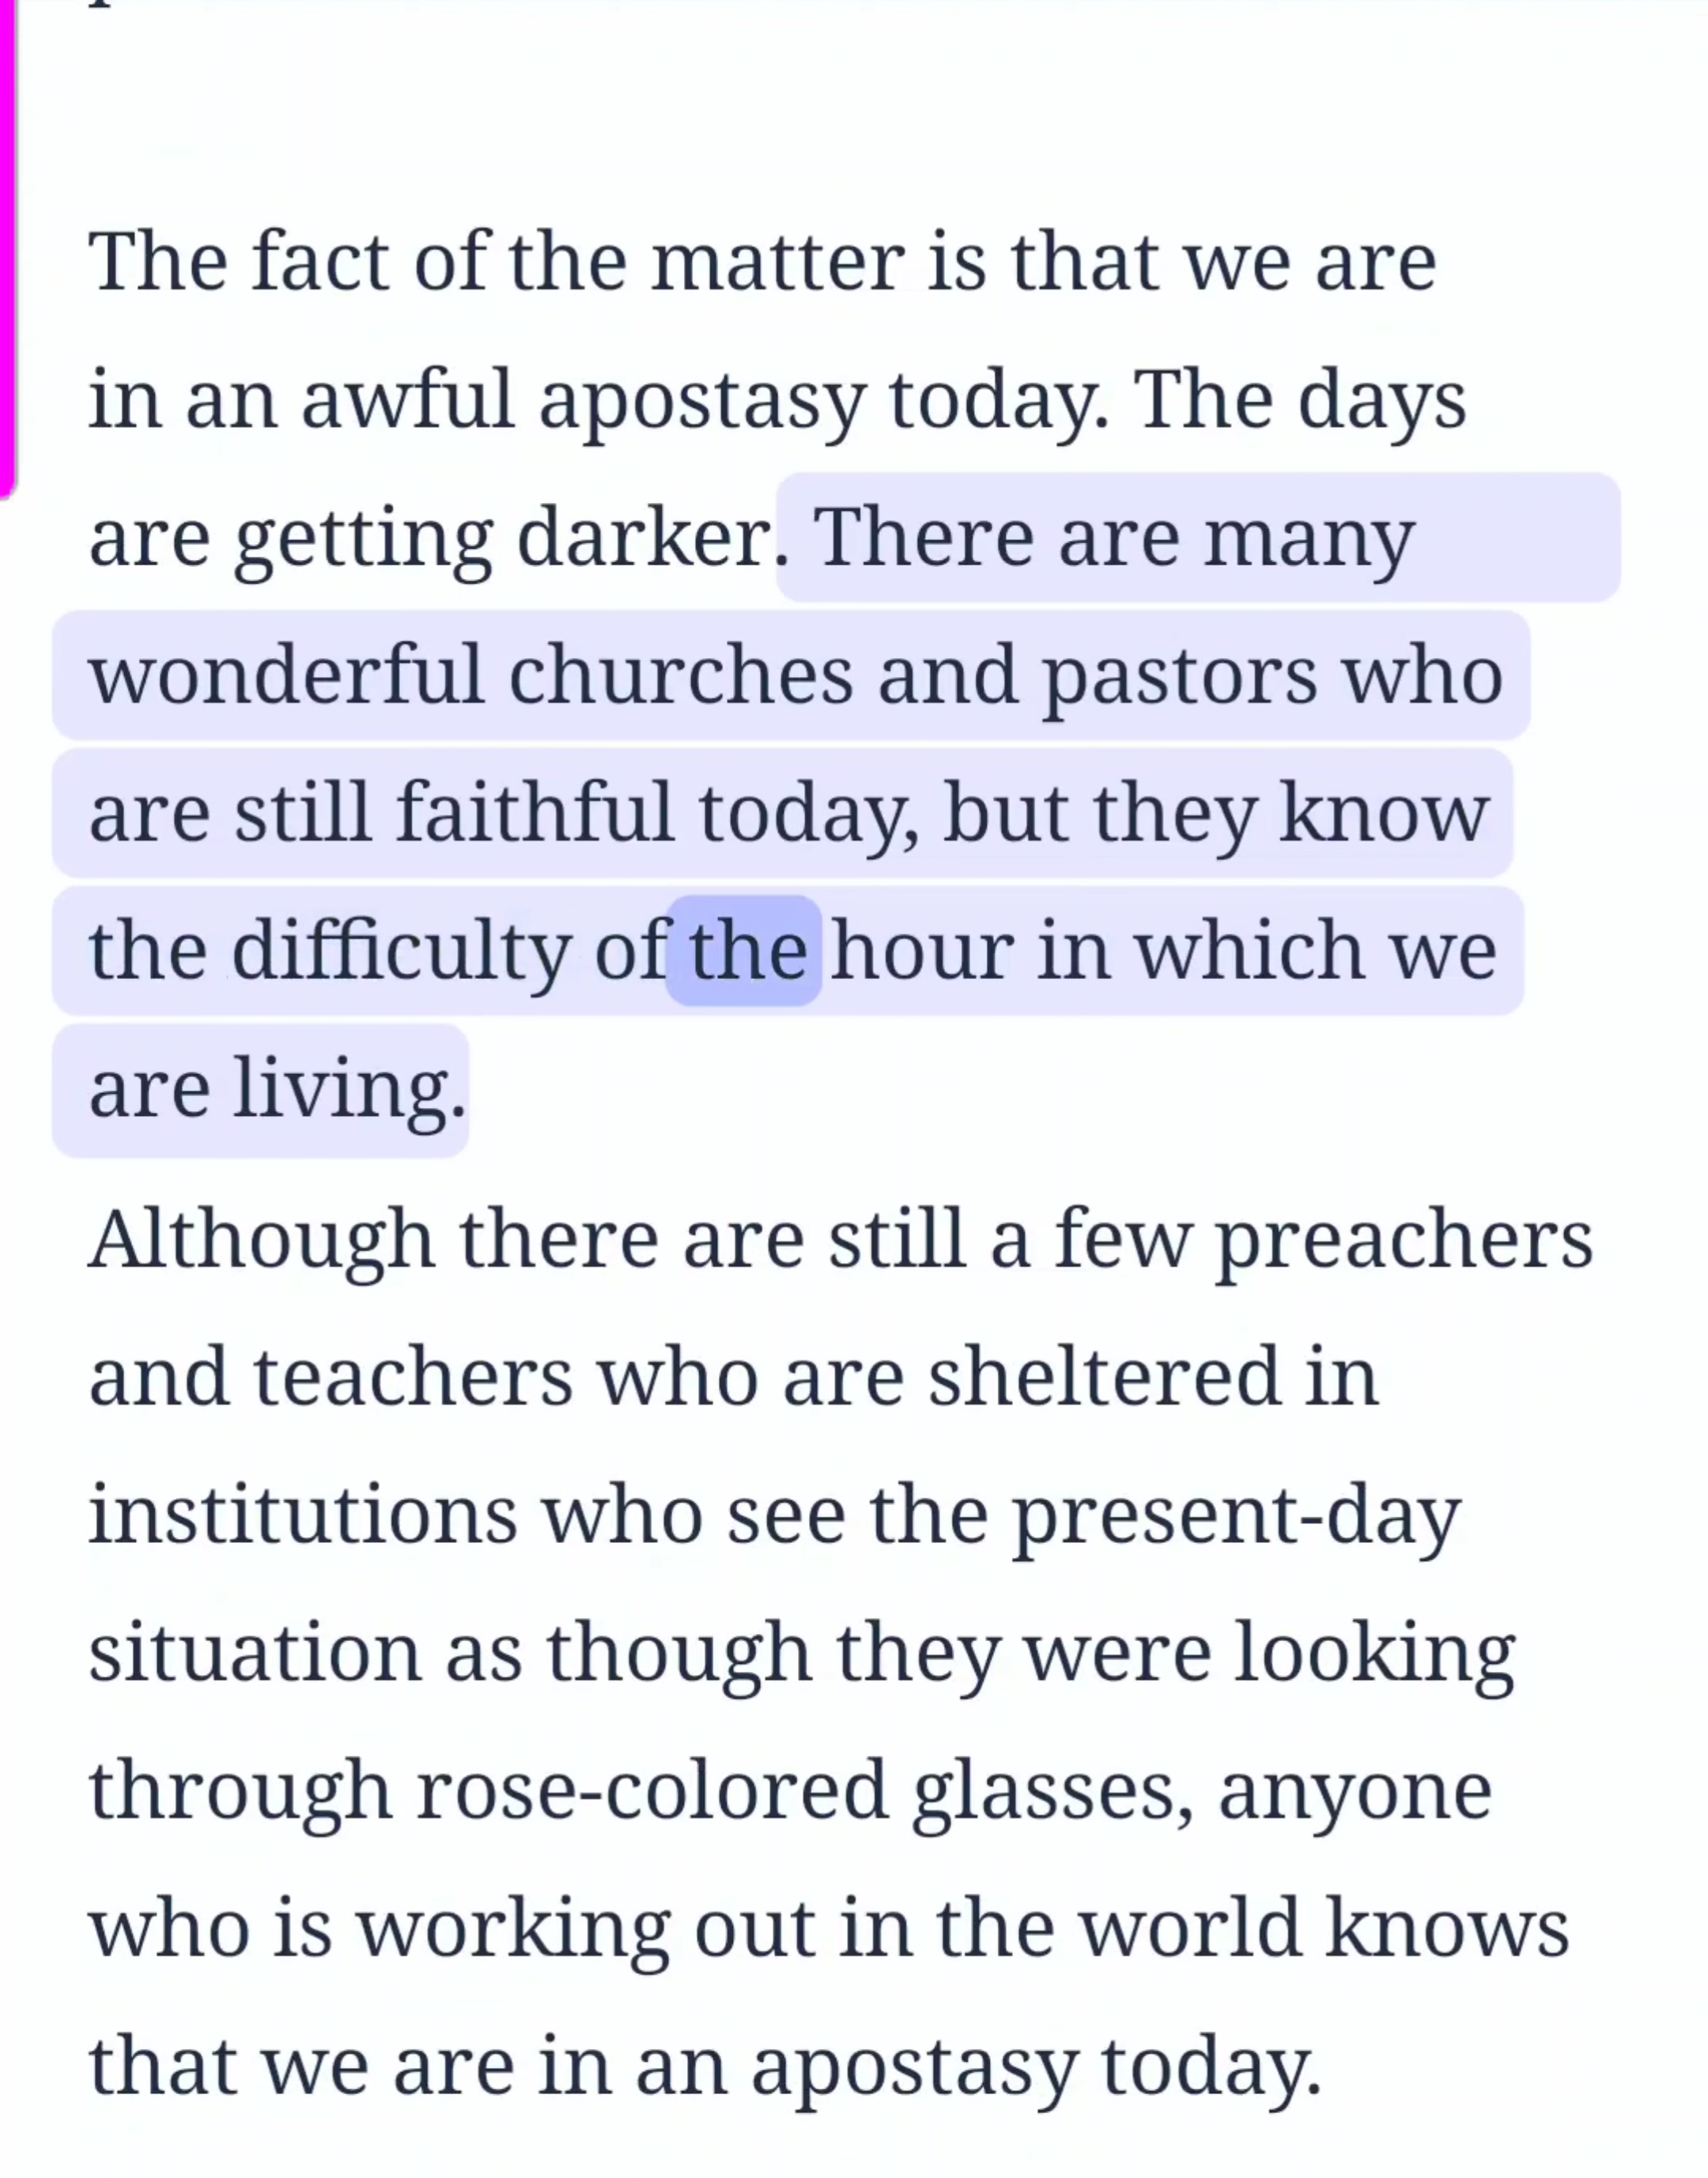 The fact of the matter is that we are
in an awful apostasy today. The days
are getting darker. There are many
wonderful churches and pastors who
are still faithful today, but they know
the difficulty of the hour in which we
are living.
Although there are still a few preachers
and teachers who are sheltered in
institutions who see the present-day
situation as though they were looking
through rose-colored glasses, anyone
who is working out in the world knows
that we are in an apostasy today.